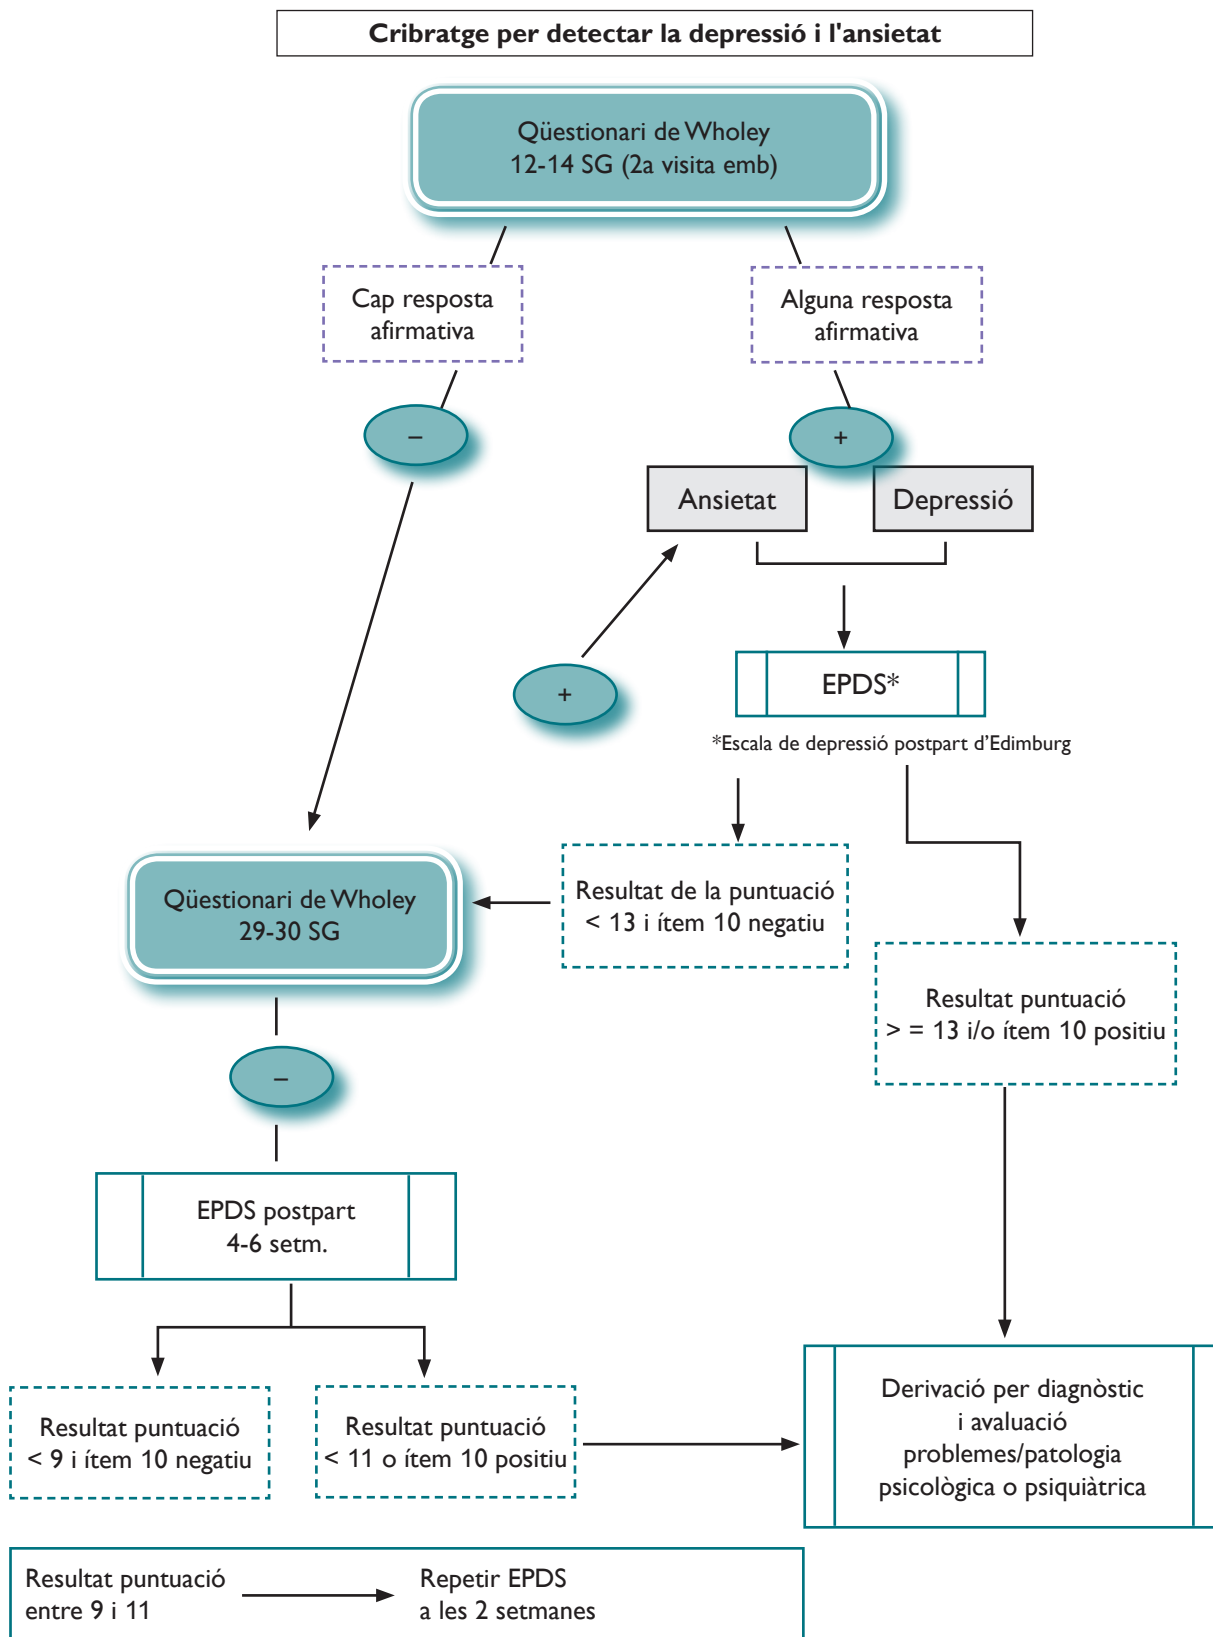 Cribratge per detectar la depressió i l'ansietat
Qüestionari de Wholey
12-14 SG (2a visita emb)
Cap resposta
afirmativa
Alguna resposta
afirmativa
–
+
Ansietat
Depressió
+
EPDS*
*Escala de depressió postpart d’Edimburg
Qüestionari de Wholey
29-30 SG
Resultat de la puntuació
< 13 i ítem 10 negatiu
Resultat puntuació
> = 13 i/o ítem 10 positiu
–
EPDS postpart
4-6 setm.
Resultat puntuació
< 9 i ítem 10 negatiu
Resultat puntuació
< 11 o ítem 10 positiu
Derivació per diagnòstic
i avaluació
problemes/patologia
psicològica o psiquiàtrica
Resultat puntuació
entre 9 i 11
Repetir EPDS
a les 2 setmanes